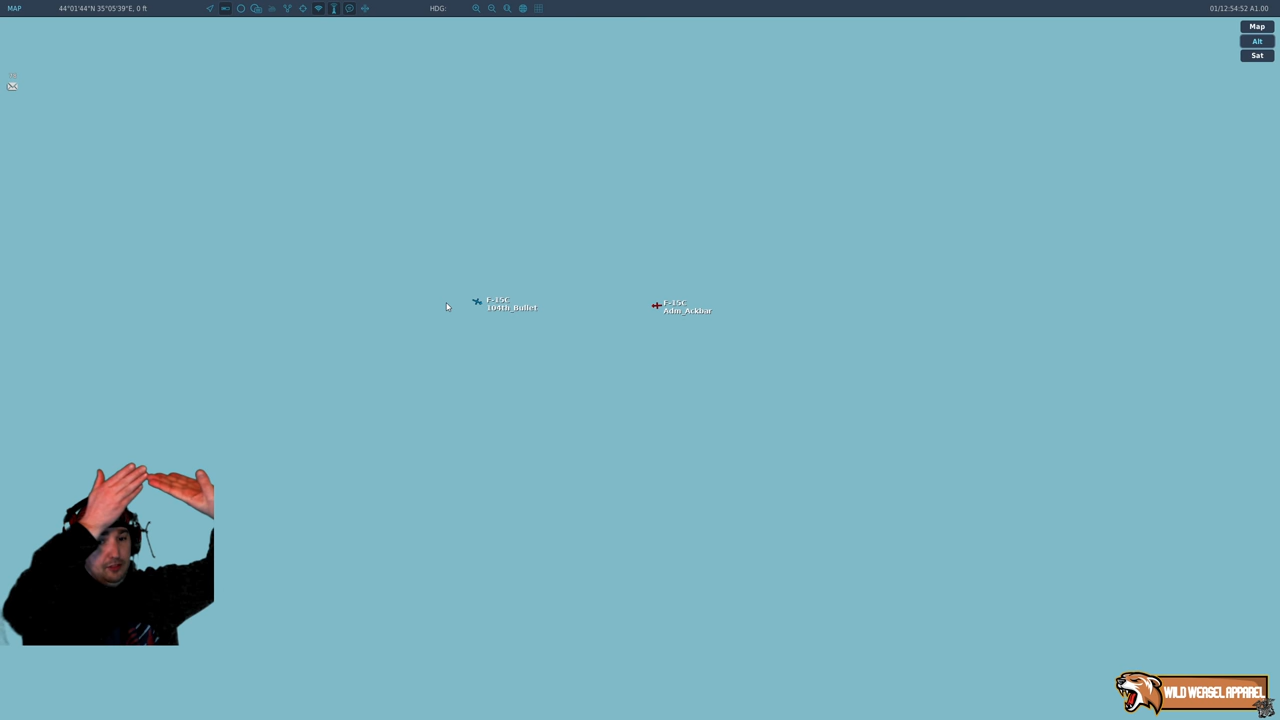 MAP
44°01'44"N 35°05'39"E, 0 ft
HDG:
01/12:54:52 A1.00
Map
Alt
Sat
F-15C
104th_Bullet
F-15C
Adm_Ackbar
WILD WEASEL APPAREL